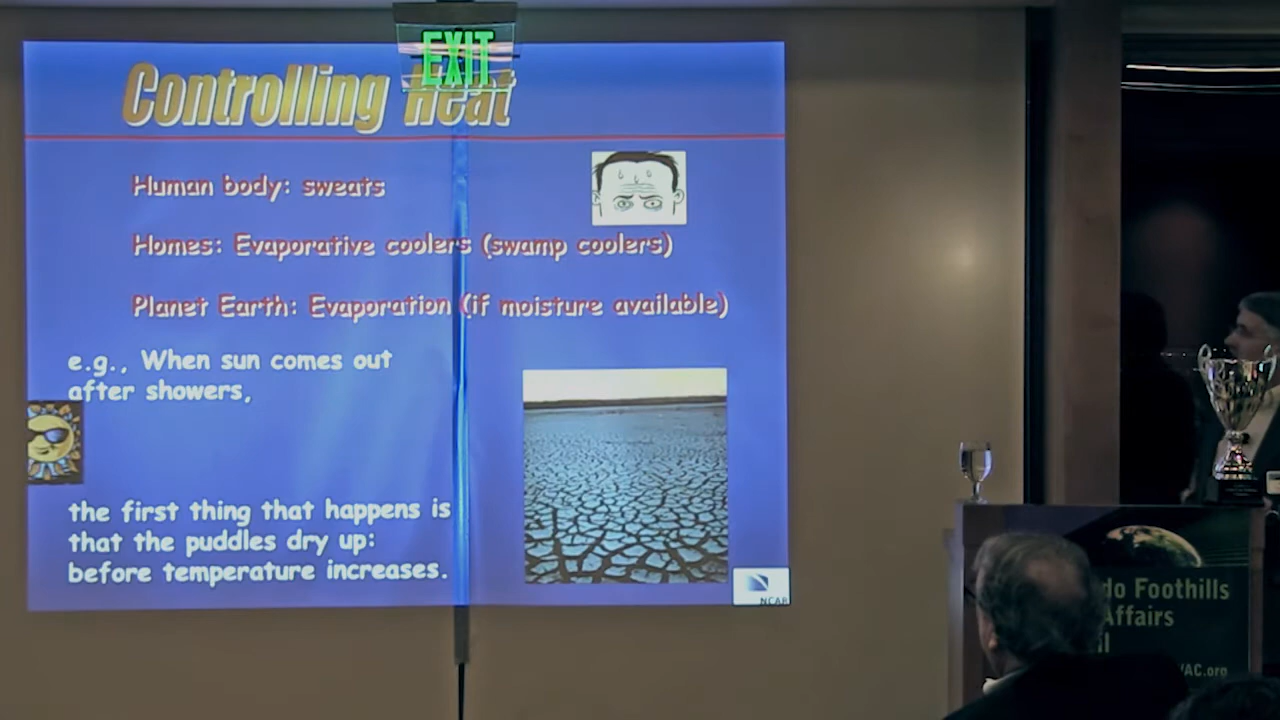 EXIT
Controlling Heat
Human body: sweats
Homes: Evaporative coolers (swamp coolers)
Planet Earth: Evaporation (if moisture available)
e.g., When sun comes out
after showers,
the first thing that happens is
that the puddles dry up:
before temperature increases.
NCAR
do Foothills
Affairs
il
AC.org